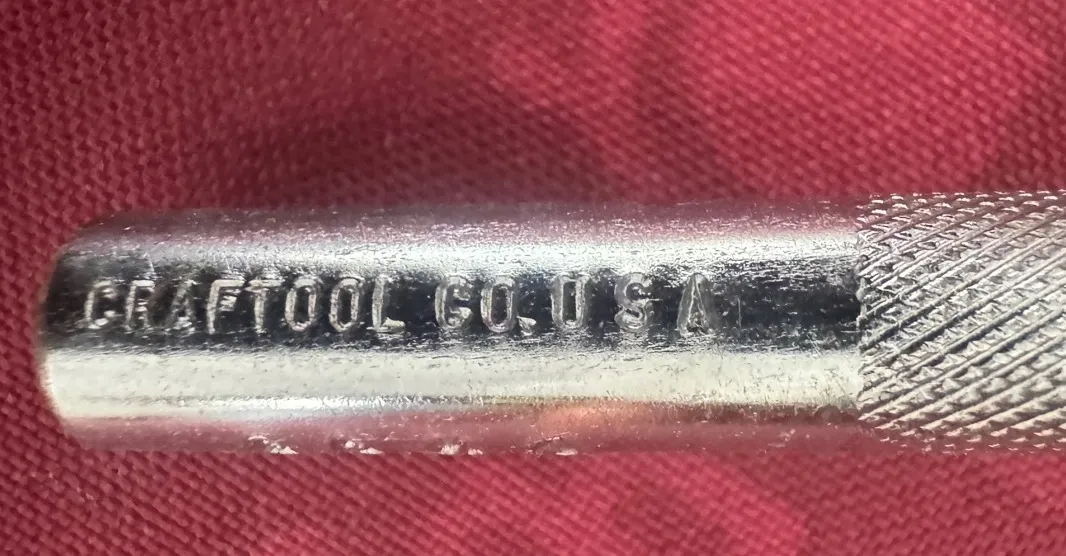 CRAFTOOL CO. U S A